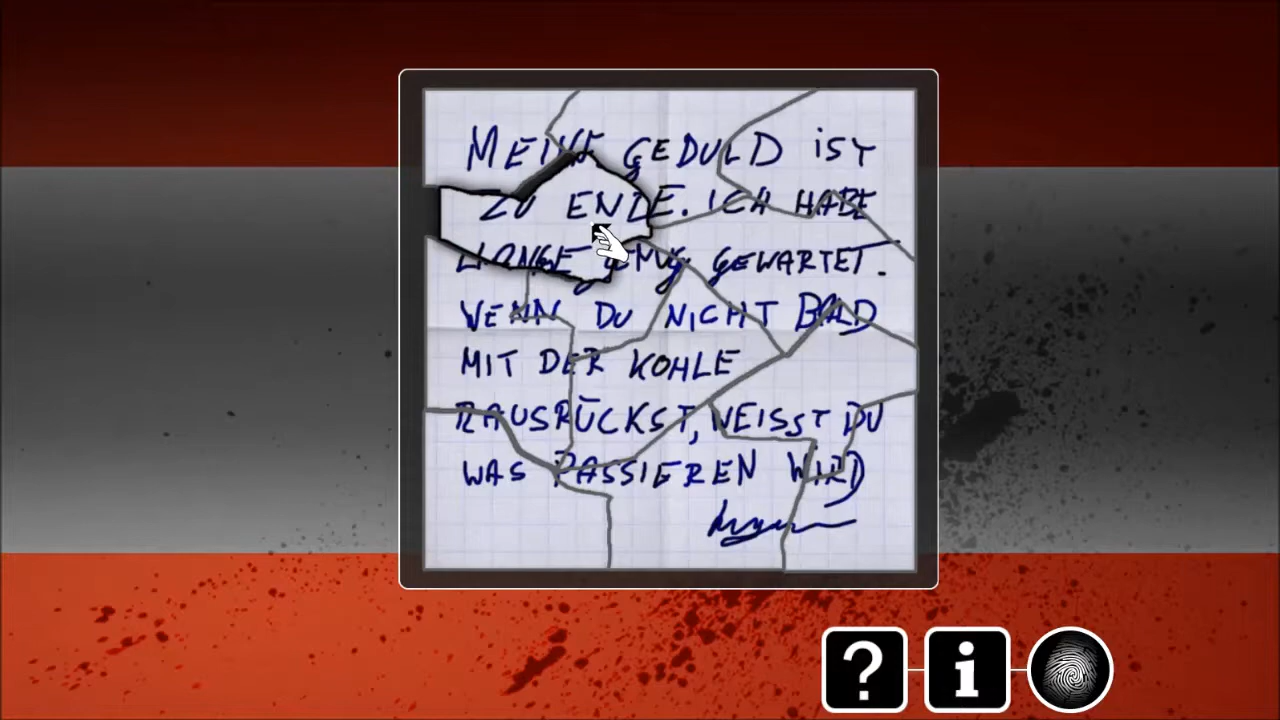 MEINE GEDULD IST
ZU ENDE. ICH HABE
LANGE GENUG GEWARTET.
WENN DU NICHT BALD
MIT DER KOHLE
RAUSRÜCKST, WEISST DU
WAS PASSIEREN WIRD
?
i